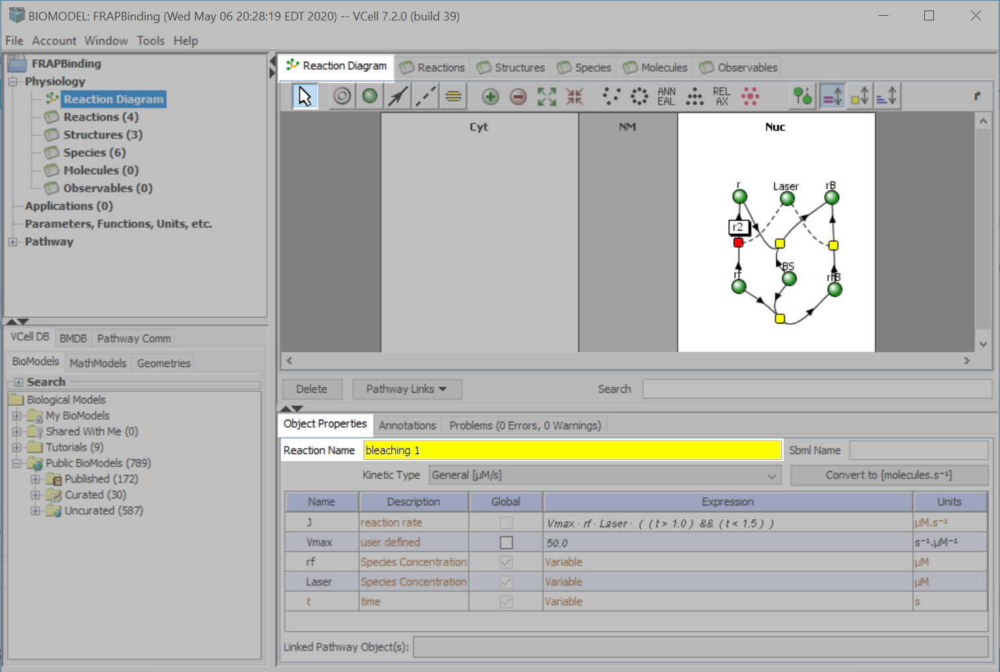 BIOMODEL: FRAPBinding (Wed May 06 20:28:19 EDT 2020) -- VCell 7.2.0 (build 39)
File Account Window Tools Help
FRAPBinding
Physiology
Reaction Diagram
Reactions (4)
Structures (3)
Species (6)
Molecules (0)
Observables (0)
Applications (0)
Parameters, Functions, Units, etc.
Pathway
VCell DB BMDB Pathway Comm
BioModels MathModels Geometries
Search
Biological Models
My BioModels
Shared With Me (0)
Tutorials (9)
Public BioModels (789)
Published (172)
Curated (30)
Uncurated (587)
Reaction Diagram Reactions Structures Species Molecules Observables
ANN EAL REL AX
Cyt NM Nuc
r Laser rB
r2
BS
rf rfB
Delete Pathway Links Search
Object Properties Annotations Problems (0 Errors, 0 Warnings)
Reaction Name bleaching 1 Sbml Name
Kinetic Type General [µM/s] Convert to [molecules.s⁻¹]
Name Description Global Expression Units
J reaction rate Vmax · rf · Laser · ( ( t > 1.0 ) && ( t < 1.5 ) ) µM.s⁻¹
Vmax user defined 50.0 s⁻¹.µM⁻¹
rf Species Concentration Variable µM
Laser Species Concentration Variable µM
t time Variable s
Linked Pathway Object(s):